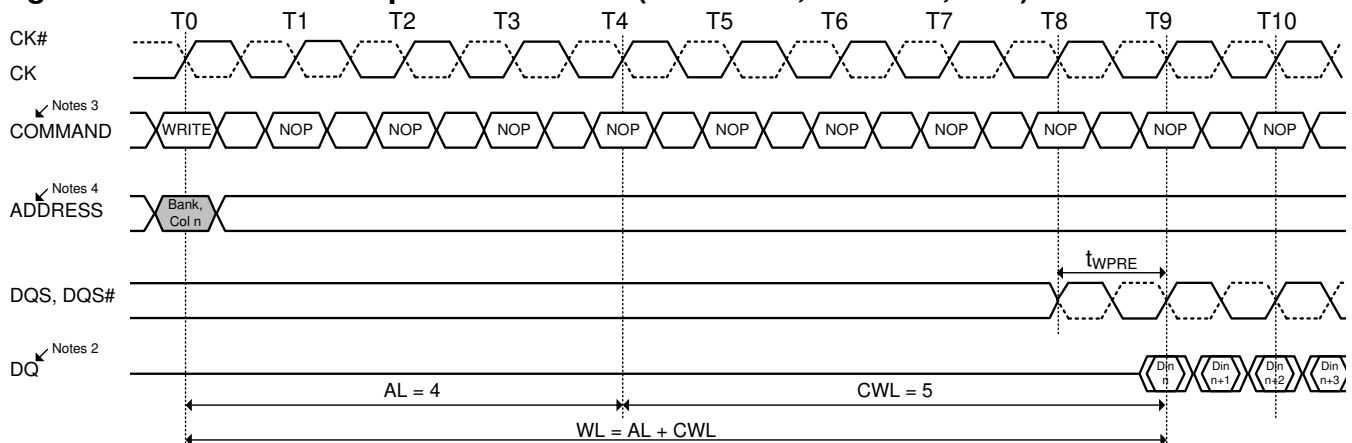 T0 T1 T2 T3 T4 T5 T6 T7 T8 T9 T10
CK#
CK
Notes 3
COMMAND WRITE NOP NOP NOP NOP NOP NOP NOP NOP NOP NOP
Notes 4
ADDRESS Bank, Col n
tWPRE
DQS, DQS#
Notes 2
DQ Din n Din n+1 Din n+2 Din n+3
AL = 4 CWL = 5
WL = AL + CWL